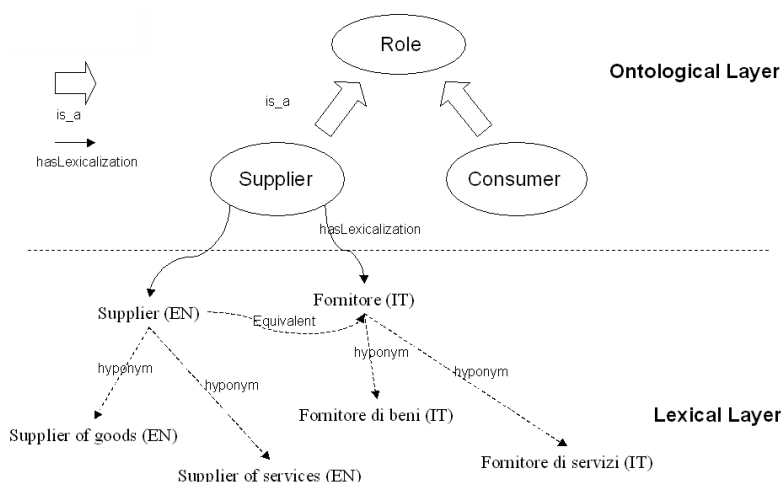 Role
Ontological Layer
is_a
is_a
hasLexicalization
Supplier
Consumer
hasLexicalization
Supplier (EN)
Fornitore (IT)
Equivalent
hyponym
hyponym
hyponym
hyponym
Supplier of goods (EN)
Fornitore di beni (IT)
Lexical Layer
Supplier of services (EN)
Fornitore di servizi (IT)